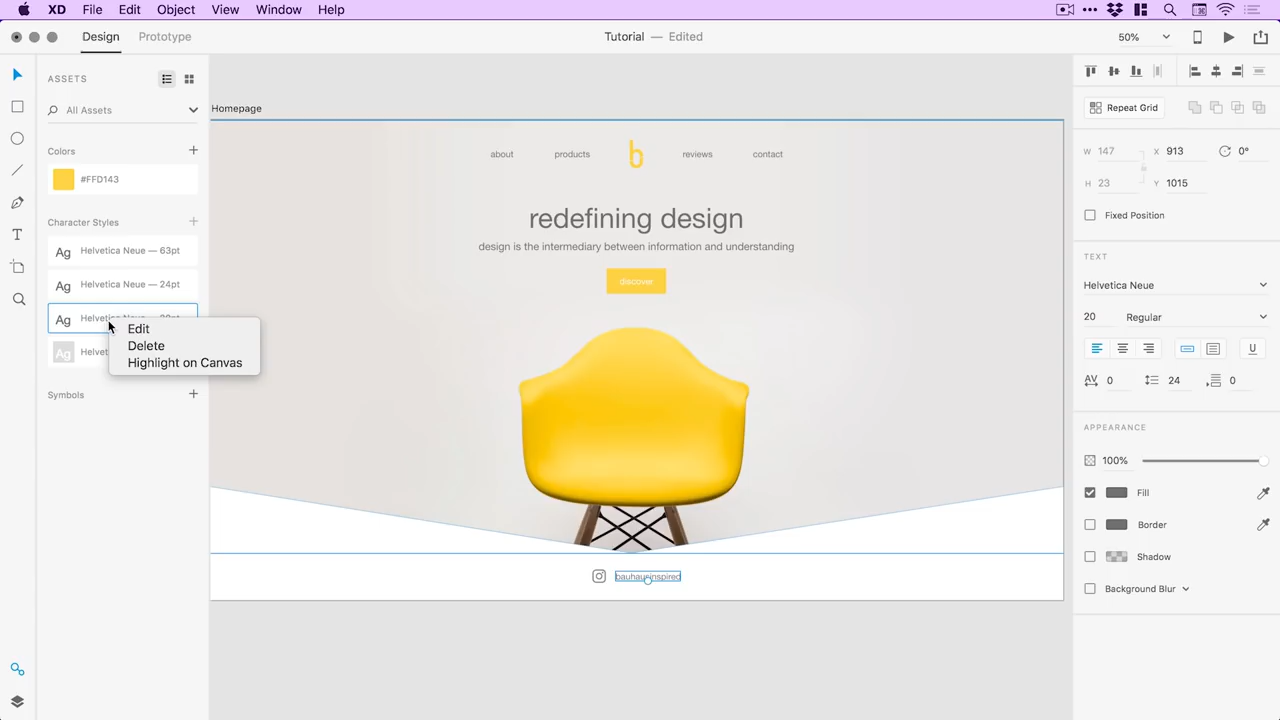 XD File Edit Object View Window Help
Design Prototype Tutorial — Edited 50%
ASSETS
All Assets
Colors
#FFD143
Character Styles
Ag Helvetica Neue — 63pt
Ag Helvetica Neue — 24pt
Ag Helvetica Neue
Ag Helvet
Edit
Delete
Highlight on Canvas
Symbols
Homepage
about products b reviews contact
redefining design
design is the intermediary between information and understanding
discover
bauhausinspired
Repeat Grid
W 147 X 913 0°
H 23 Y 1015
Fixed Position
TEXT
Helvetica Neue
20 Regular
U
AV 0 24 0
APPEARANCE
100%
Fill
Border
Shadow
Background Blur